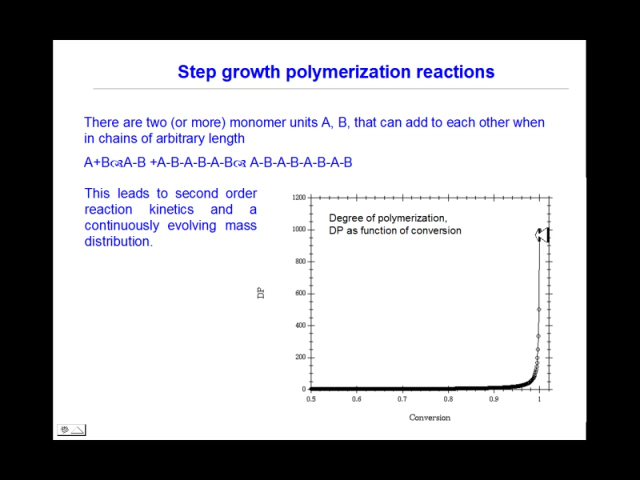 Step growth polymerization reactions
There are two (or more) monomer units A, B, that can add to each other when
in chains of arbitrary length
A+B→A-B +A-B-A-B-A-B→ A-B-A-B-A-B-A-B
This leads to second order
reaction kinetics and a
continuously evolving mass
distribution.
Degree of polymerization,
DP as function of conversion
1200
1000
800
600
400
200
0
DP
0.5 0.6 0.7 0.8 0.9 1
Conversion